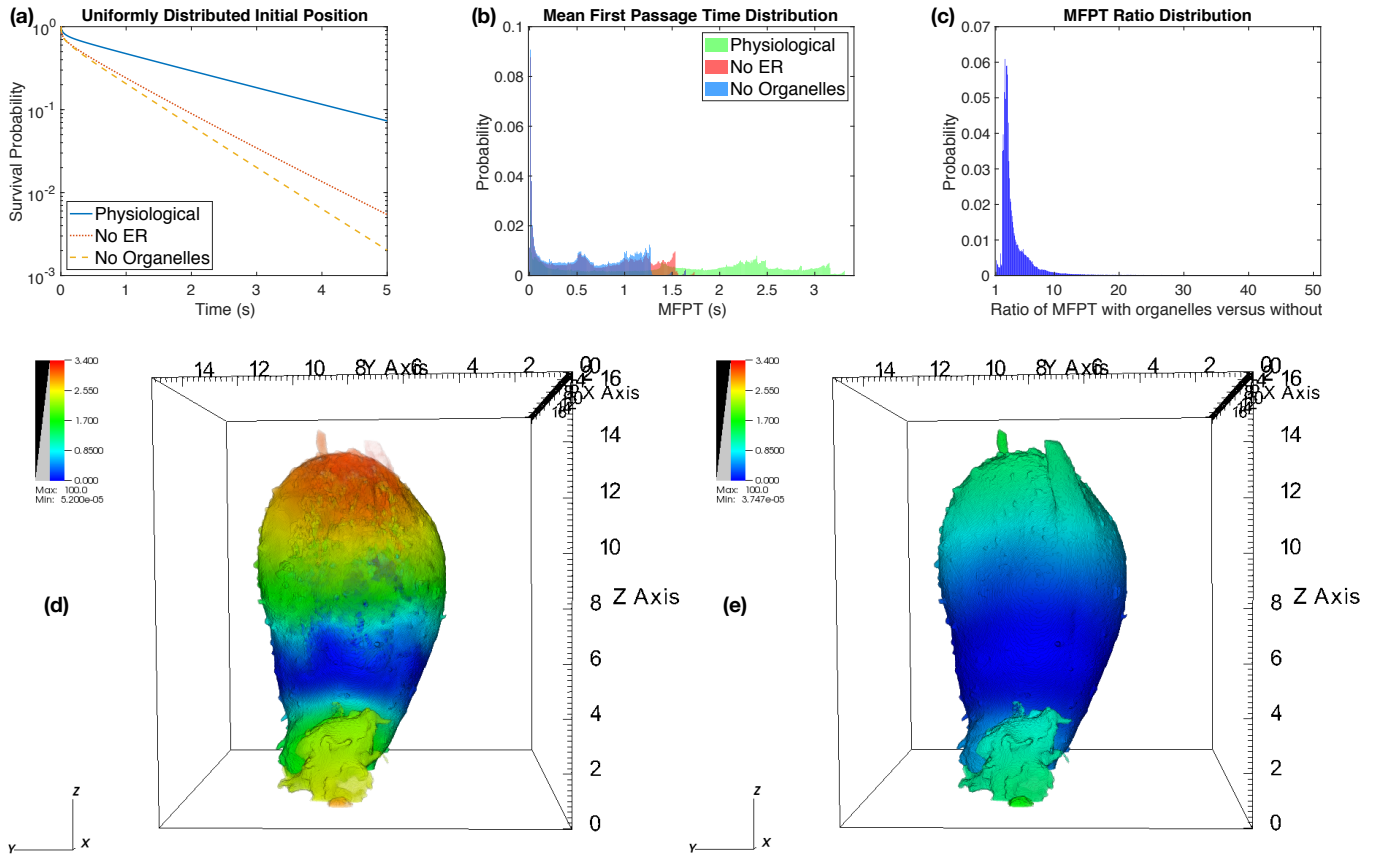 (a) Uniformly Distributed Initial Position
10^0
10^-1
10^-2
10^-3
Survival Probability
Physiological
No ER
No Organelles
0 1 2 3 4 5
Time (s)
(b) Mean First Passage Time Distribution
0.1
0.08
0.06
0.04
0.02
0
Probability
Physiological
No ER
No Organelles
0 0.5 1 1.5 2 2.5 3
MFPT (s)
(c) MFPT Ratio Distribution
0.07
0.06
0.05
0.04
0.03
0.02
0.01
0
Probability
1 10 20 30 40 50
Ratio of MFPT with organelles versus without
3.400
2.550
1.700
0.8500
0.000
Max: 100.0
Min: 5.200e-05
14 12 10 8 Y Axis 6 4 2 0
16
X Axis
14
12
10
8 Z Axis
6
4
2
0
(d)
Z
Y X
3.400
2.550
1.700
0.8500
0.000
Max: 100.0
Min: 3.747e-05
14 12 10 8 Y Axis 6 4 2 0
16
X Axis
14
12
10
8 Z Axis
6
4
2
0
(e)
Z
Y X